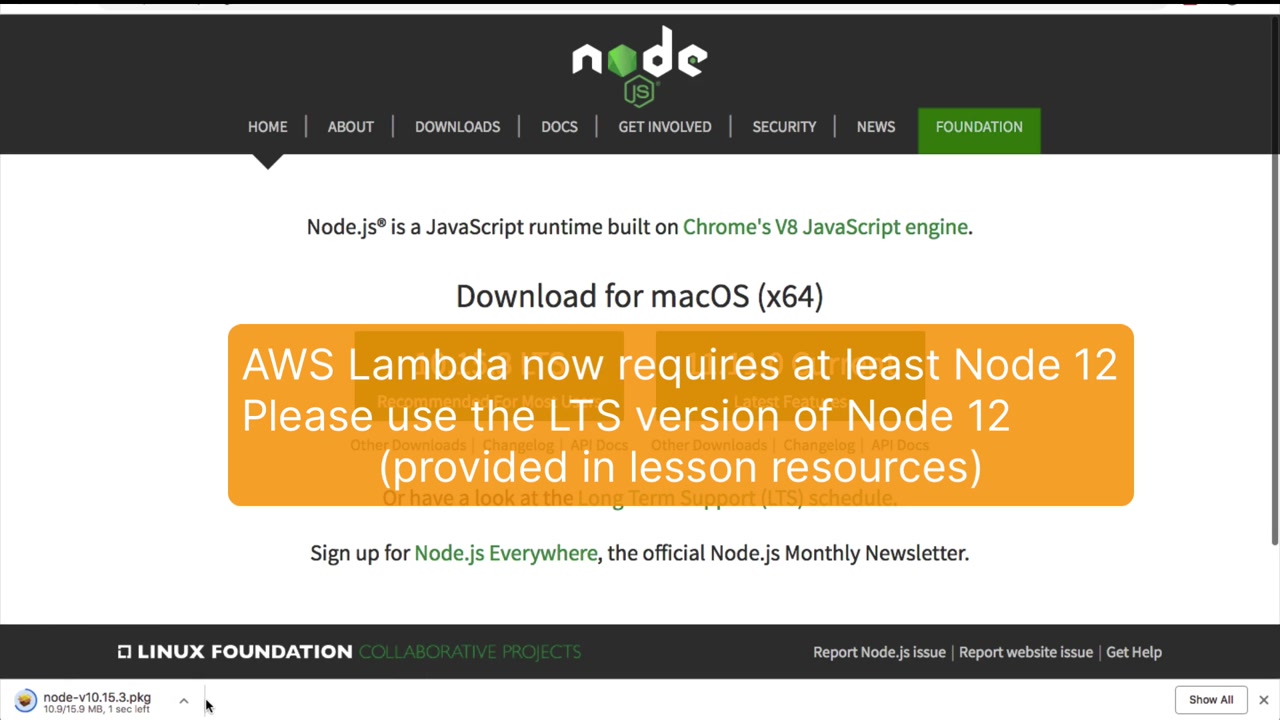 node
JS
HOME | ABOUT | DOWNLOADS | DOCS | GET INVOLVED | SECURITY | NEWS FOUNDATION
Node.js® is a JavaScript runtime built on Chrome's V8 JavaScript engine.
Download for macOS (x64)
AWS Lambda now requires at least Node 12
Recommended For Most Users Latest Features
Please use the LTS version of Node 12
Other Downloads | Changelog | API Docs Other Downloads | Changelog | API Docs
(provided in lesson resources)
Or have a look at the Long Term Support (LTS) schedule.
Sign up for Node.js Everywhere, the official Node.js Monthly Newsletter.
LINUX FOUNDATION COLLABORATIVE PROJECTS
Report Node.js issue | Report website issue | Get Help
node-v10.15.3.pkg
10.9/15.9 MB, 1 sec left
Show All